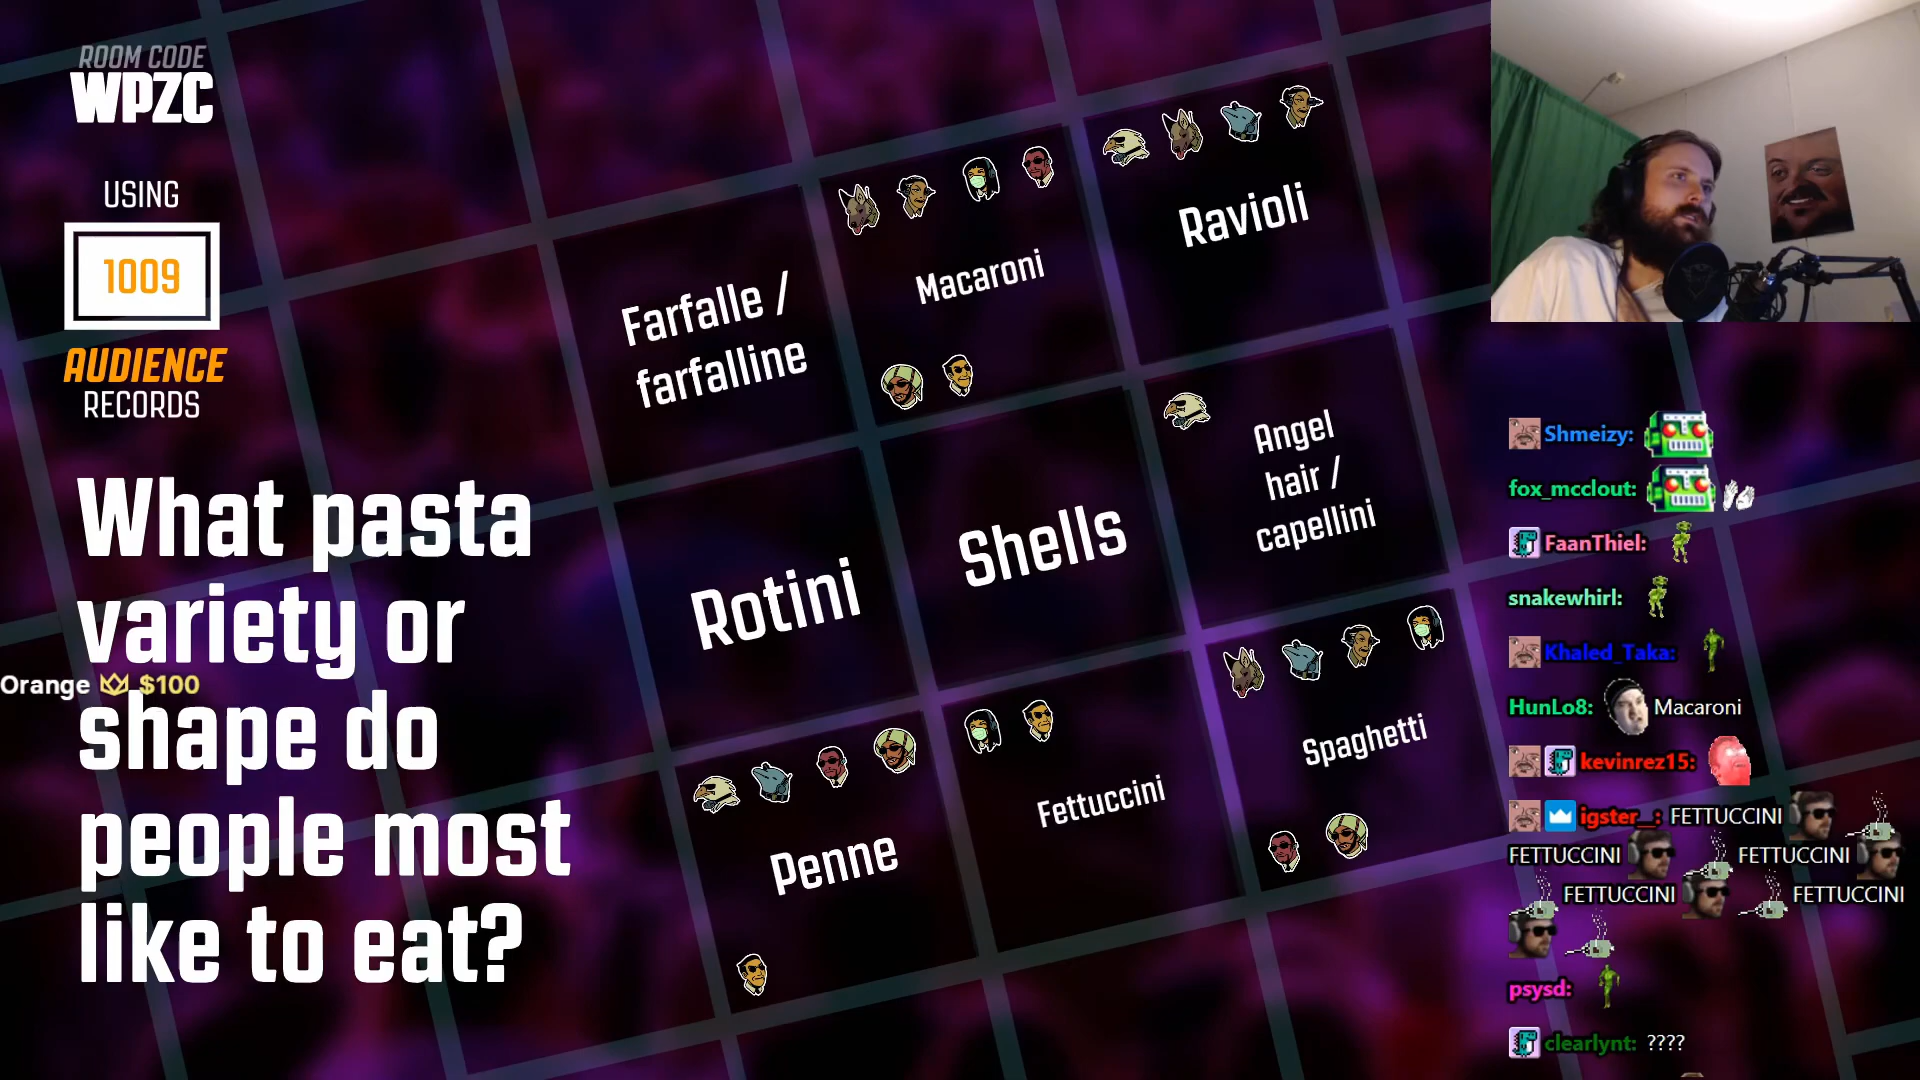 ROOM CODE
WPZC
USING
1009
AUDIENCE
RECORDS
What pasta
variety or
shape do
people most
like to eat?
Orange $100
Farfalle /
farfalline
Macaroni
Ravioli
Rotini
Shells
Angel
hair /
capellini
Penne
Fettuccini
Spaghetti
Shmeizy:
fox_mcclout:
FaanThiel:
snakewhirl:
Khaled_Taka:
HunLo8: Macaroni
kevinrez15:
igster_: FETTUCCINI
FETTUCCINI FETTUCCINI
FETTUCCINI FETTUCCINI
psysd:
clearlynt: ????